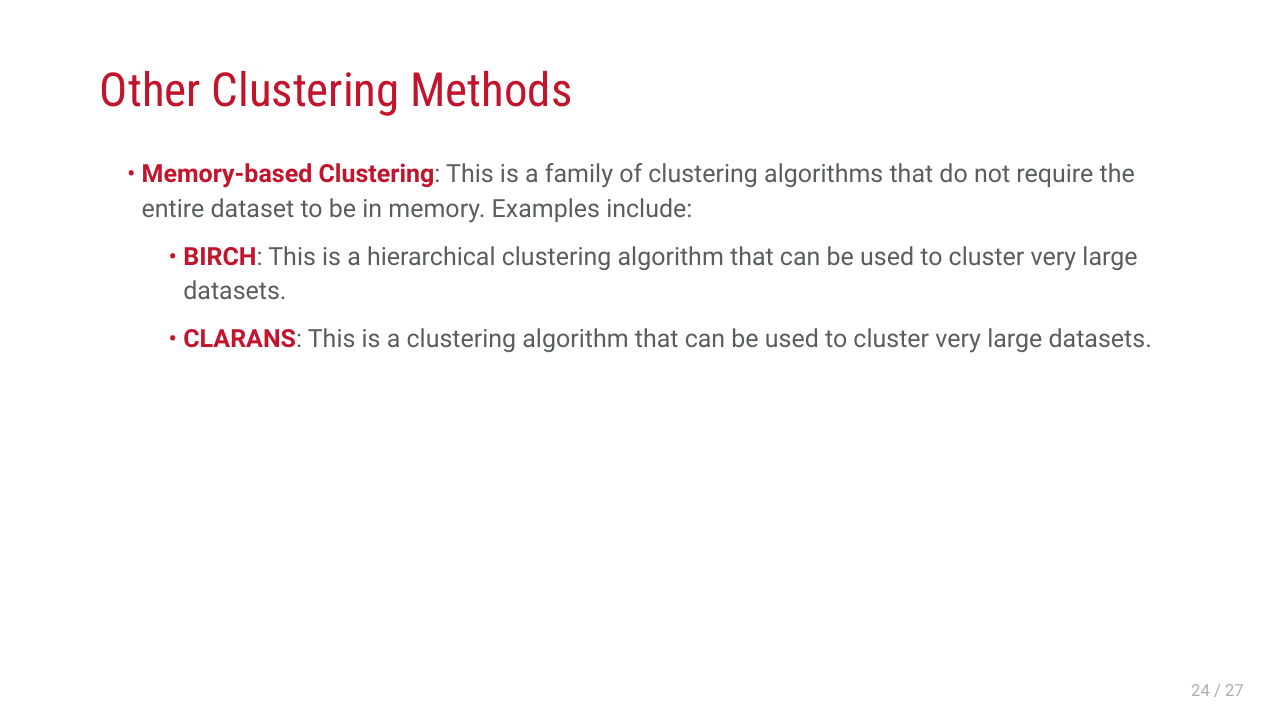 Other Clustering Methods
• Memory-based Clustering: This is a family of clustering algorithms that do not require the
entire dataset to be in memory. Examples include:
• BIRCH: This is a hierarchical clustering algorithm that can be used to cluster very large
datasets.
• CLARANS: This is a clustering algorithm that can be used to cluster very large datasets.
24 / 27